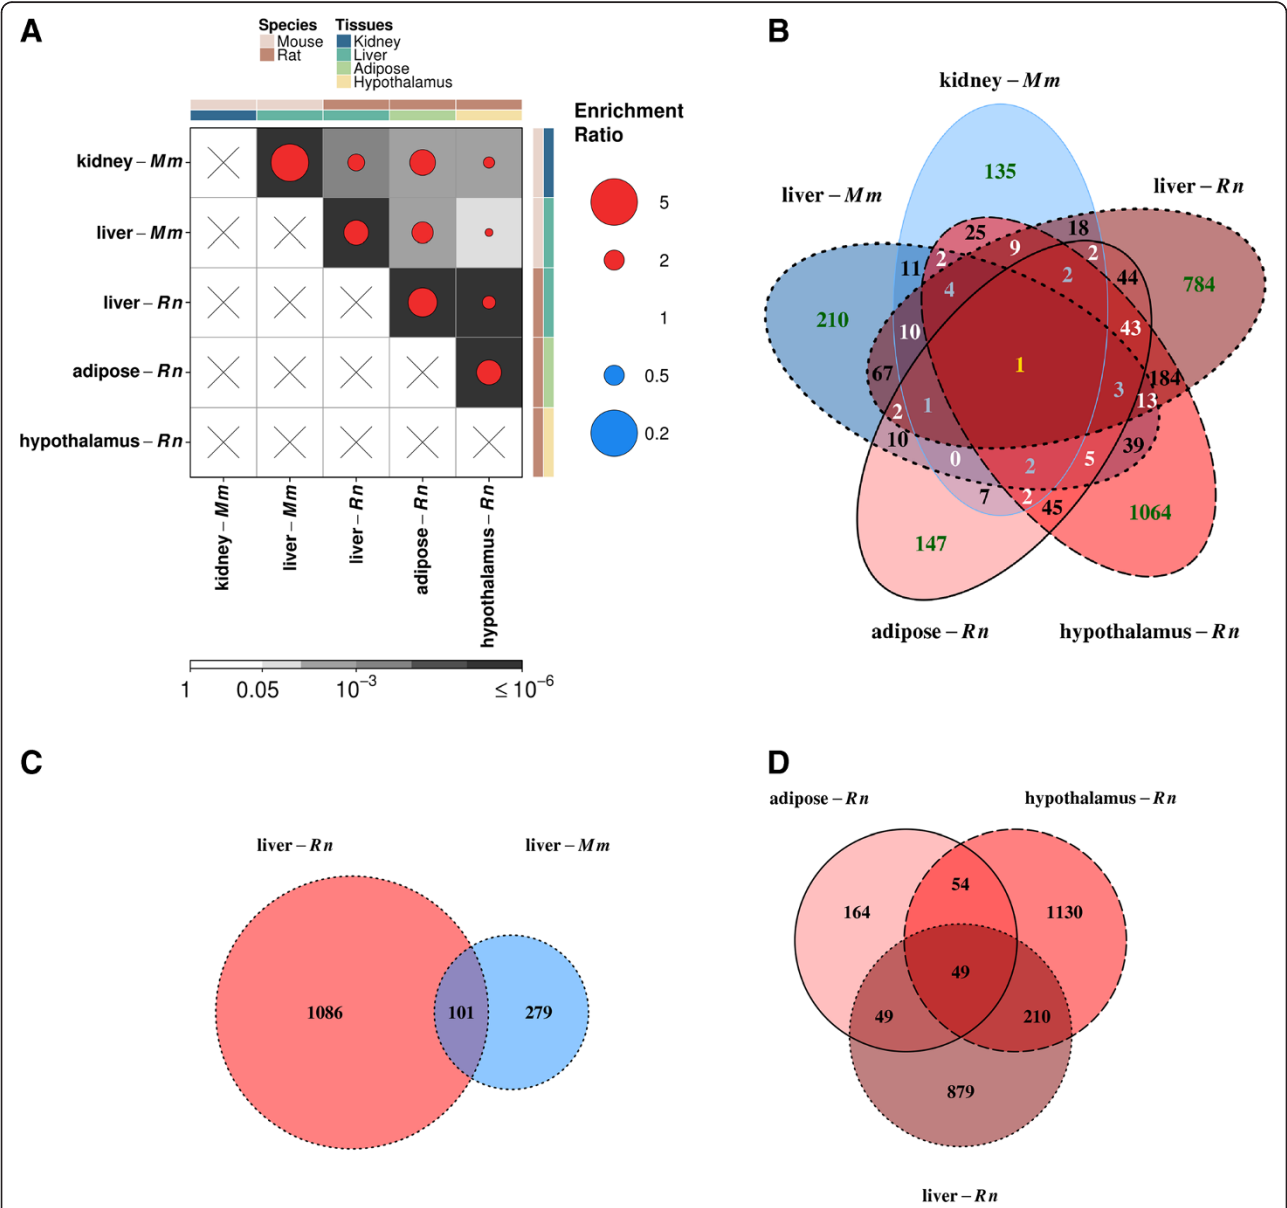 A
Species
Mouse
Rat
Tissues
Kidney
Liver
Adipose
Hypothalamus
kidney – Mm
liver – Mm
liver – Rn
adipose – Rn
hypothalamus – Rn
kidney – Mm
liver – Mm
liver – Rn
adipose – Rn
hypothalamus – Rn
1
0.05
10⁻³
≤ 10⁻⁶
Enrichment
Ratio
5
2
1
0.5
0.2
B
kidney – Mm
liver – Mm
liver – Rn
135
25
18
9
2
2
11
2
44
4
784
210
10
43
1
67
184
3
13
2
1
10
39
0
2
5
7
2
45
1064
147
adipose – Rn
hypothalamus – Rn
C
liver – Rn
liver – Mm
1086
101
279
D
adipose – Rn
hypothalamus – Rn
54
164
1130
49
49
210
879
liver – Rn